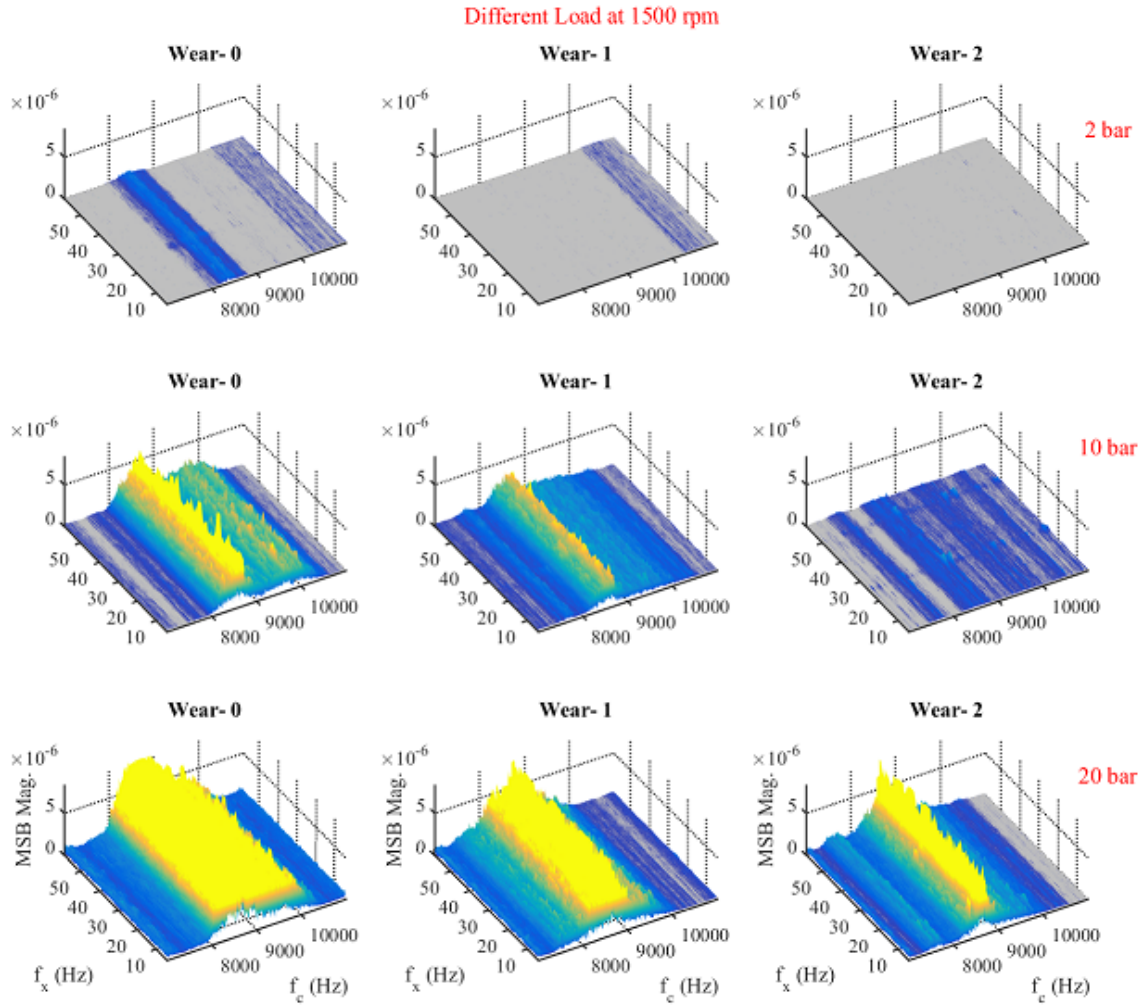 Different Load at 1500 rpm
Wear- 0 Wear- 1 Wear- 2
×10⁻⁶ ×10⁻⁶ ×10⁻⁶
2 bar
5 5 5
0 0 0
50 50 50
40 40 40
30 30 30
20 20 20
10 10 10
8000 9000 10000 8000 9000 10000 8000 9000 10000
Wear- 0 Wear- 1 Wear- 2
×10⁻⁶ ×10⁻⁶ ×10⁻⁶
10 bar
5 5 5
0 0 0
50 50 50
40 40 40
30 30 30
20 20 20
10 10 10
8000 9000 10000 8000 9000 10000 8000 9000 10000
Wear- 0 Wear- 1 Wear- 2
×10⁻⁶ ×10⁻⁶ ×10⁻⁶
20 bar
MSB Mag. MSB Mag. MSB Mag.
5 5 5
0 0 0
50 50 50
40 40 40
30 30 30
20 20 20
10 10 10
8000 9000 10000 8000 9000 10000 8000 9000 10000
f_x (Hz) f_c (Hz) f_x (Hz) f_c (Hz) f_x (Hz) f_c (Hz)